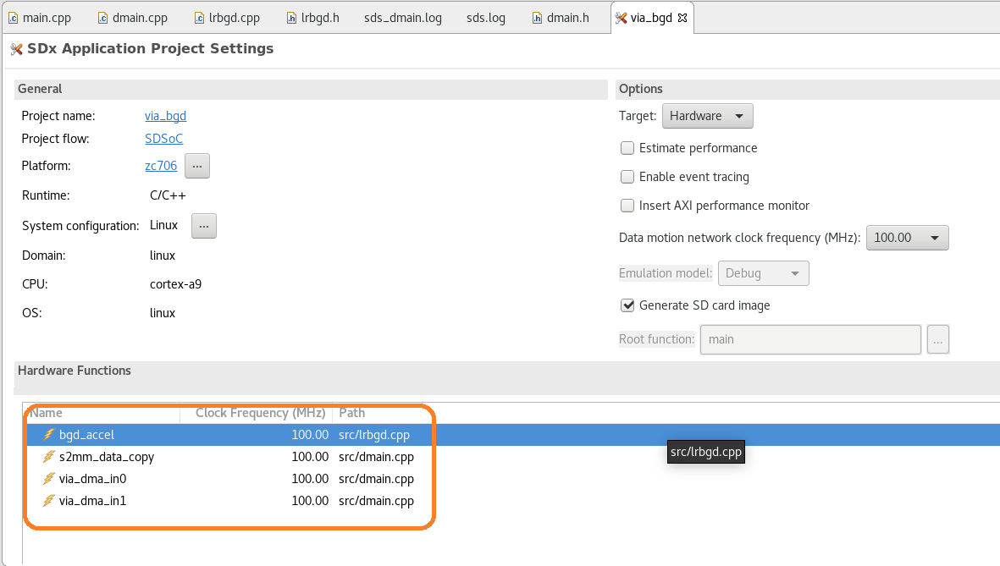 main.cpp dmain.cpp lrbgd.cpp lrbgd.h sds_dmain.log sds.log dmain.h via_bgd
SDx Application Project Settings
General
Project name: via_bgd
Project flow: SDSoC
Platform: zc706 ...
Runtime: C/C++
System configuration: Linux ...
Domain: linux
CPU: cortex-a9
OS: linux
Options
Target: Hardware
Estimate performance
Enable event tracing
Insert AXI performance monitor
Data motion network clock frequency (MHz): 100.00
Emulation model: Debug
Generate SD card image
Root function: main ...
Hardware Functions
Name Clock Frequency (MHz) Path
bgd_accel 100.00 src/lrbgd.cpp
s2mm_data_copy 100.00 src/dmain.cpp
via_dma_in0 100.00 src/dmain.cpp
via_dma_in1 100.00 src/dmain.cpp
src/lrbgd.cpp